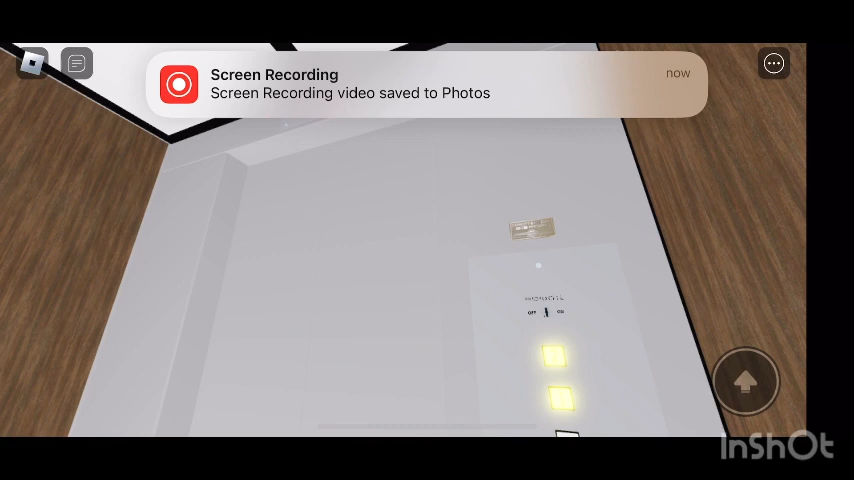 Screen Recording
now
Screen Recording video saved to Photos
OFF
ON
InShOt